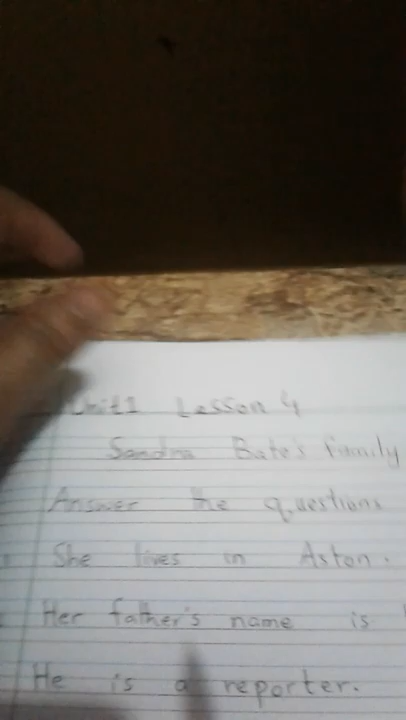 Unit1 Lesson 4
Sandra Bate's family
Answer the questions
She lives in Aston.
Her father's name is
He is a reporter.